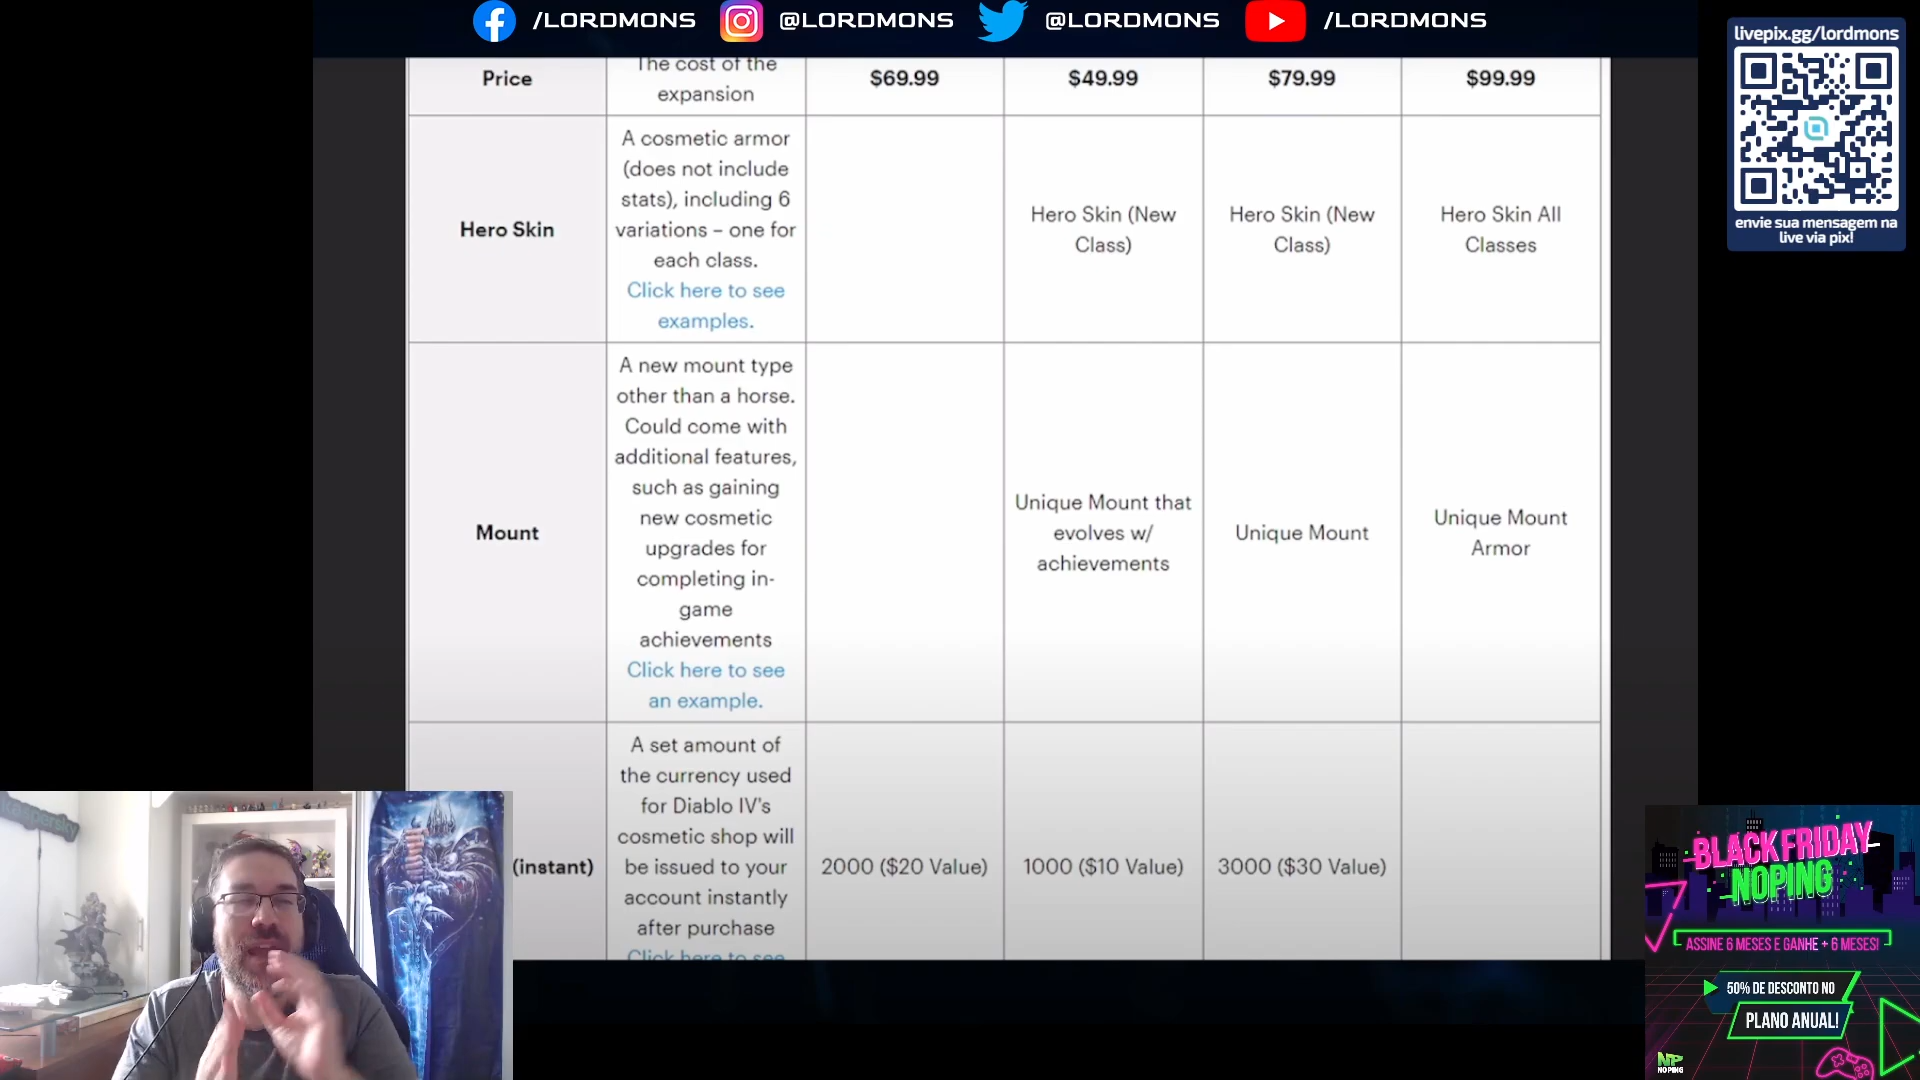 /LORDMONS
@LORDMONS
@LORDMONS
/LORDMONS
livepix.gg/lordmons
envie sua mensagem na
live via pix!
Price
The cost of the
expansion
$69.99
$49.99
$79.99
$99.99
Hero Skin
A cosmetic armor
(does not include
stats), including 6
variations – one for
each class.
Click here to see
examples.
Hero Skin (New
Class)
Hero Skin (New
Class)
Hero Skin All
Classes
Mount
A new mount type
other than a horse.
Could come with
additional features,
such as gaining
new cosmetic
upgrades for
completing in-
game
achievements
Click here to see
an example.
Unique Mount that
evolves w/
achievements
Unique Mount
Unique Mount
Armor
(instant)
A set amount of
the currency used
for Diablo IV's
cosmetic shop will
be issued to your
account instantly
after purchase
Click here to see
2000 ($20 Value)
1000 ($10 Value)
3000 ($30 Value)
kaspersky
BLACK FRIDAY
NOPING
ASSINE 6 MESES E GANHE + 6 MESES!
50% DE DESCONTO NO
PLANO ANUAL!
NP
NOPING